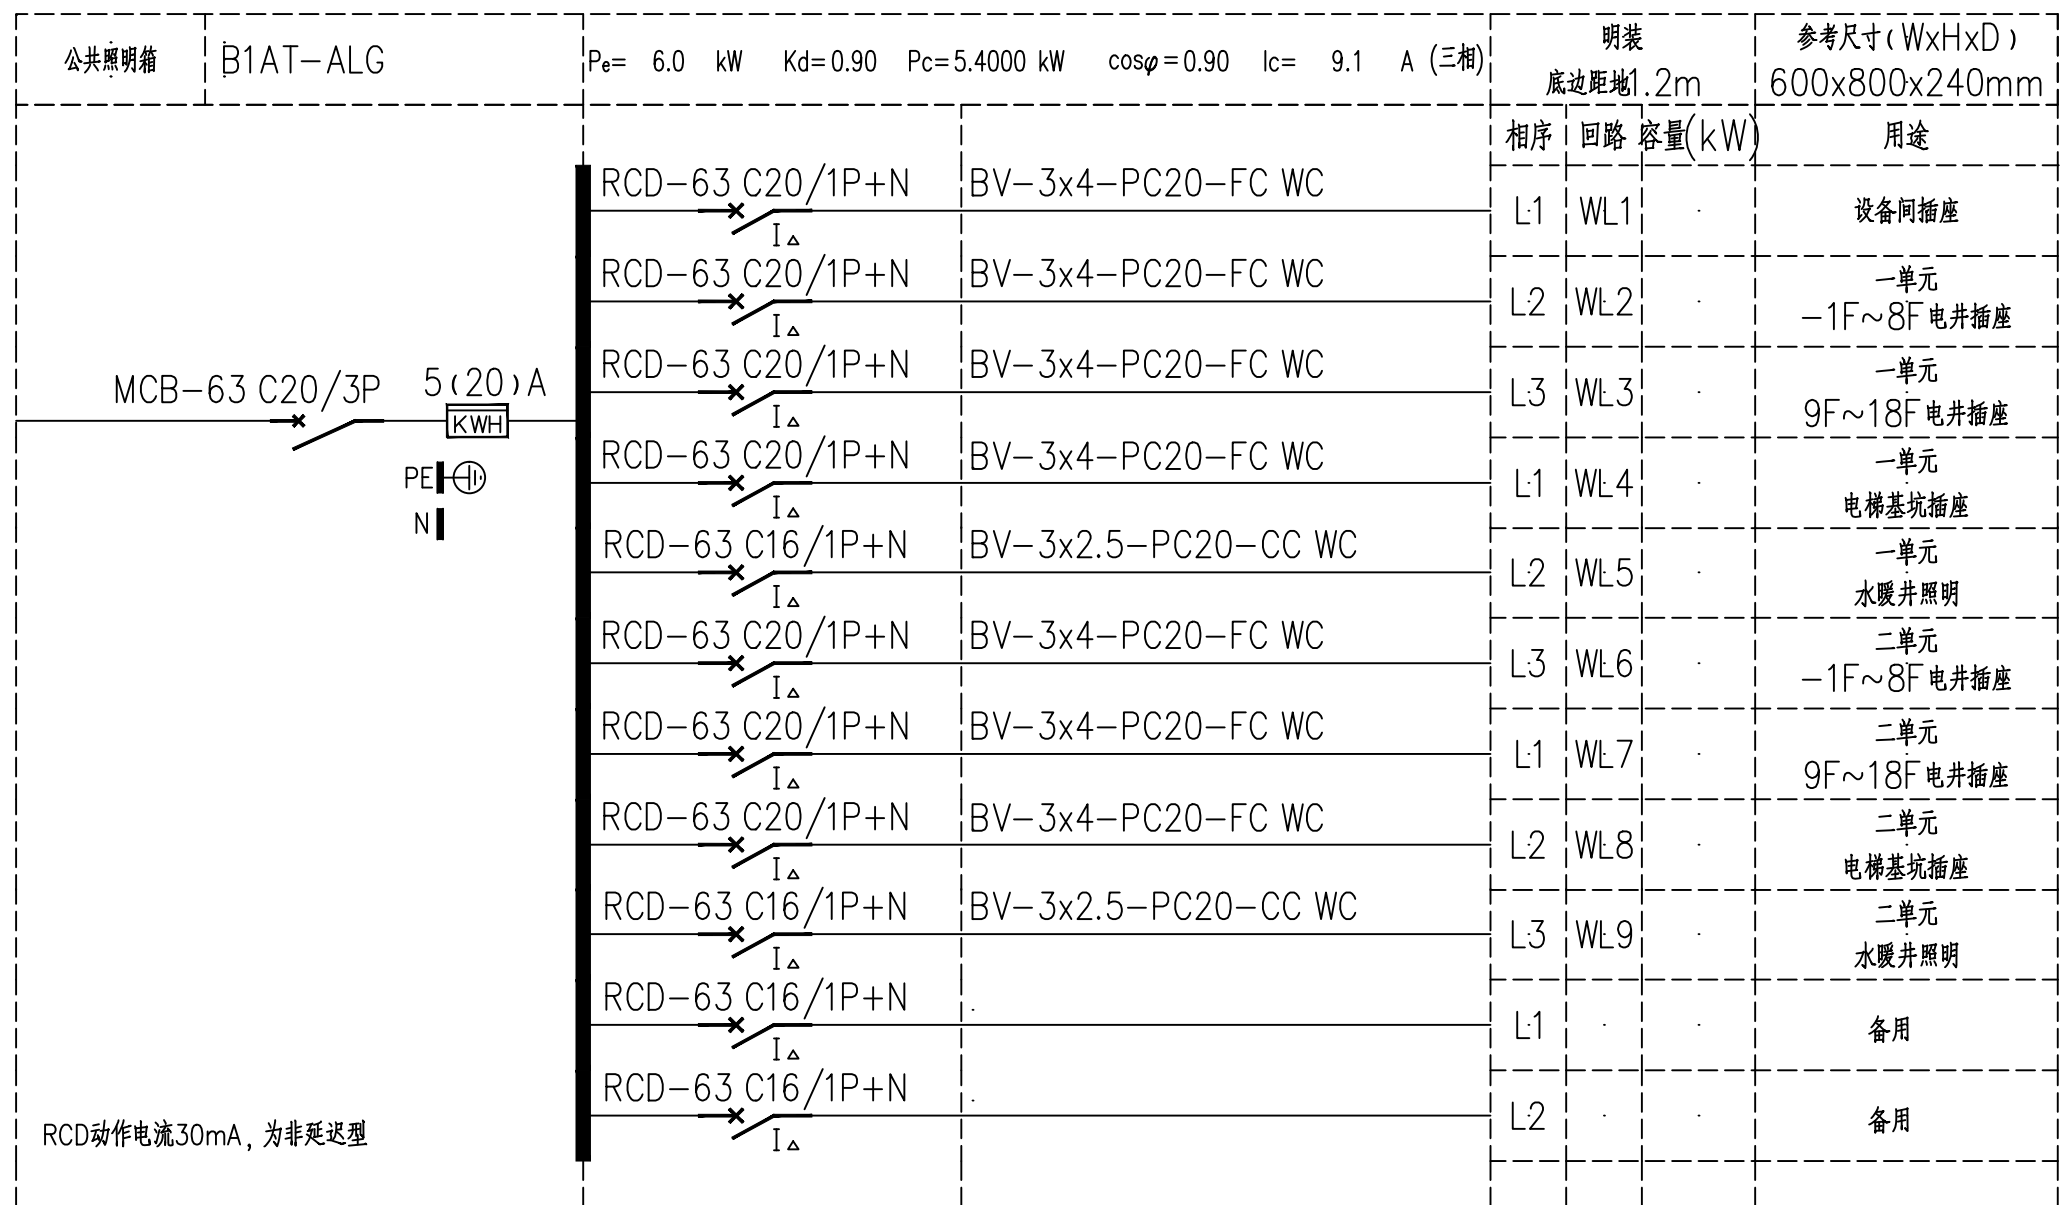 公共照明箱 B1AT-ALG Pe= 6.0 kW Kd=0.90 Pc=5.4000 kW cosφ=0.90 Ic= 9.1 A (三相)
明装
底边距地1.2m
参考尺寸(WxHxD)
600x800x240mm
相序 回路 容量(kW) 用途
RCD-63 C20/1P+N BV-3x4-PC20-FC WC L1 WL1 设备间插座
I△
RCD-63 C20/1P+N BV-3x4-PC20-FC WC L2 WL2 一单元
-1F~8F电井插座
I△
RCD-63 C20/1P+N BV-3x4-PC20-FC WC L3 WL3 一单元
9F~18F电井插座
I△
MCB-63 C20/3P 5(20)A
KWH
PE
N
RCD-63 C20/1P+N BV-3x4-PC20-FC WC L1 WL4 一单元
电梯基坑插座
I△
RCD-63 C16/1P+N BV-3x2.5-PC20-CC WC L2 WL5 一单元
水暖井照明
I△
RCD-63 C20/1P+N BV-3x4-PC20-FC WC L3 WL6 二单元
-1F~8F电井插座
I△
RCD-63 C20/1P+N BV-3x4-PC20-FC WC L1 WL7 二单元
9F~18F电井插座
I△
RCD-63 C20/1P+N BV-3x4-PC20-FC WC L2 WL8 二单元
电梯基坑插座
I△
RCD-63 C16/1P+N BV-3x2.5-PC20-CC WC L3 WL9 二单元
水暖井照明
I△
RCD-63 C16/1P+N L1 备用
I△
RCD-63 C16/1P+N L2 备用
I△
RCD动作电流30mA,为非延迟型